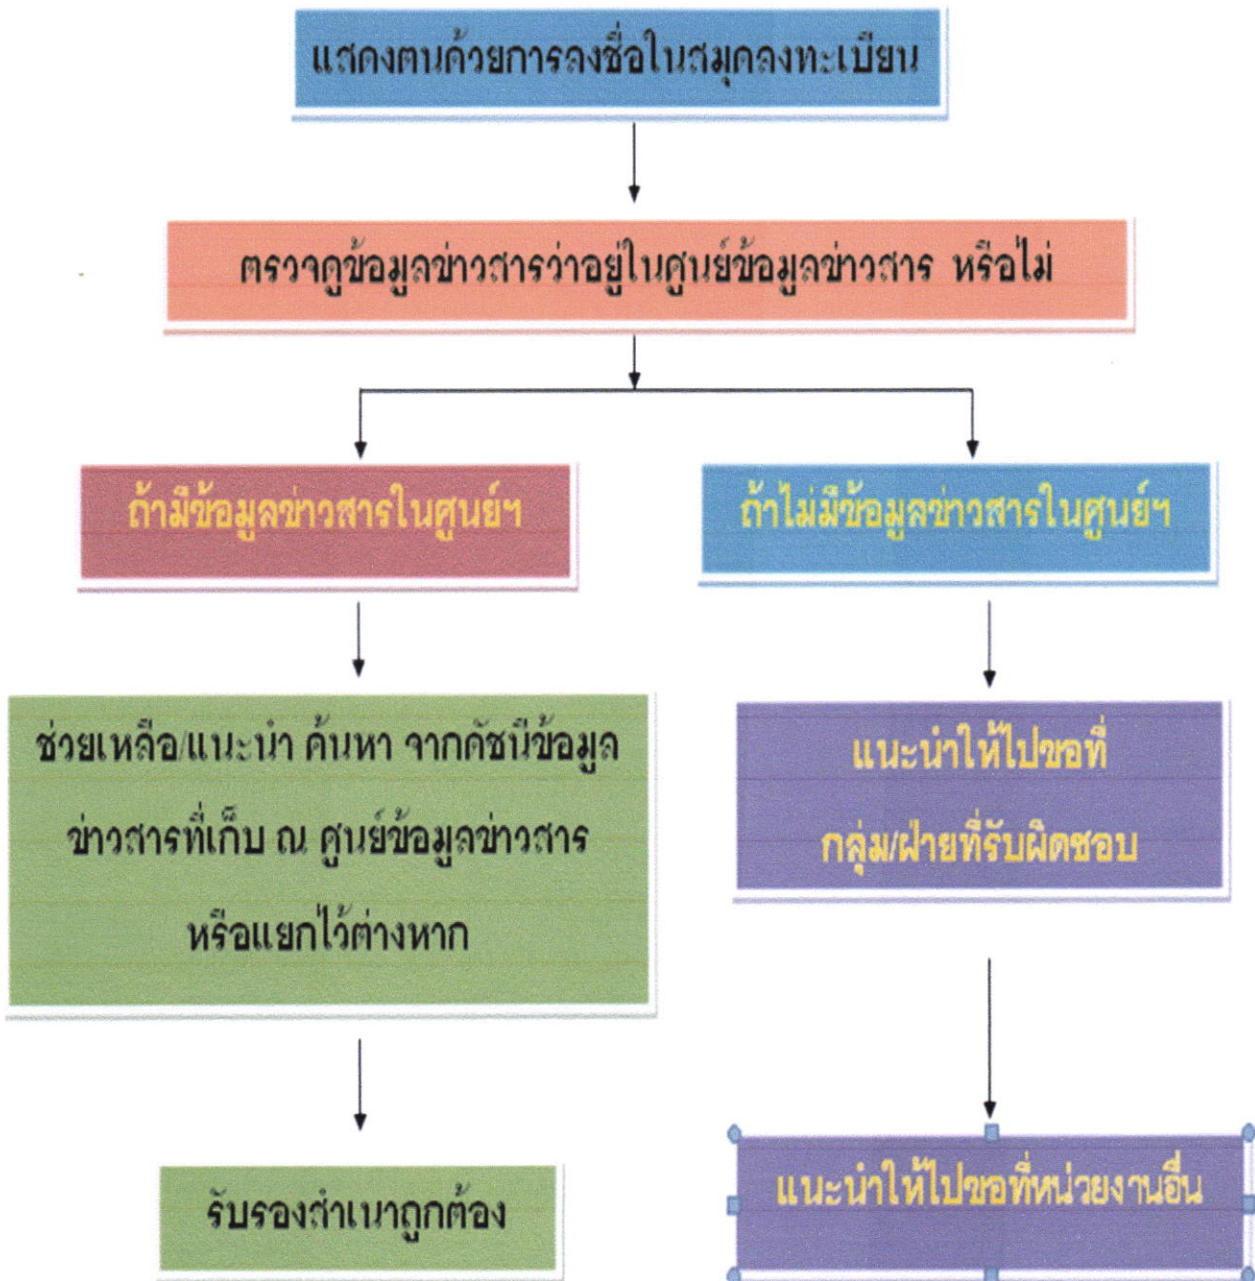 แสดงตนด้วยการลงชื่อในสมุดลงทะเบียน
ตรวจดูข้อมูลข่าวสารว่าอยู่ในศูนย์ข้อมูลข่าวสาร หรือไม่
ถ้ามีข้อมูลข่าวสารในศูนย์ฯ
ถ้าไม่มีข้อมูลข่าวสารในศูนย์ฯ
ช่วยเหลือ/แนะนำ ค้นหา จากดัชนีข้อมูล
ข่าวสารที่เก็บ ณ ศูนย์ข้อมูลข่าวสาร
หรือแยกไว้ต่างหาก
แนะนำให้ไปขอที่
กลุ่ม/ฝ่ายที่รับผิดชอบ
รับรองสำเนาถูกต้อง
แนะนำให้ไปขอที่หน่วยงานอื่น